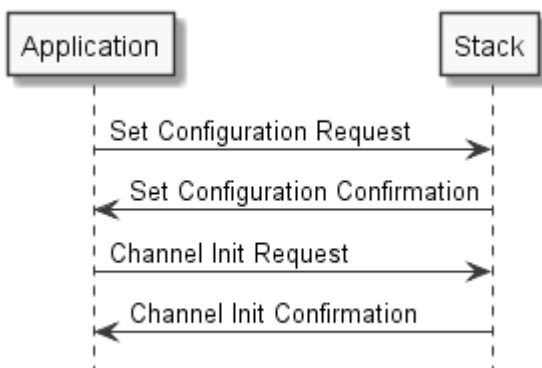 Application
Stack
Set Configuration Request
Set Configuration Confirmation
Channel Init Request
Channel Init Confirmation